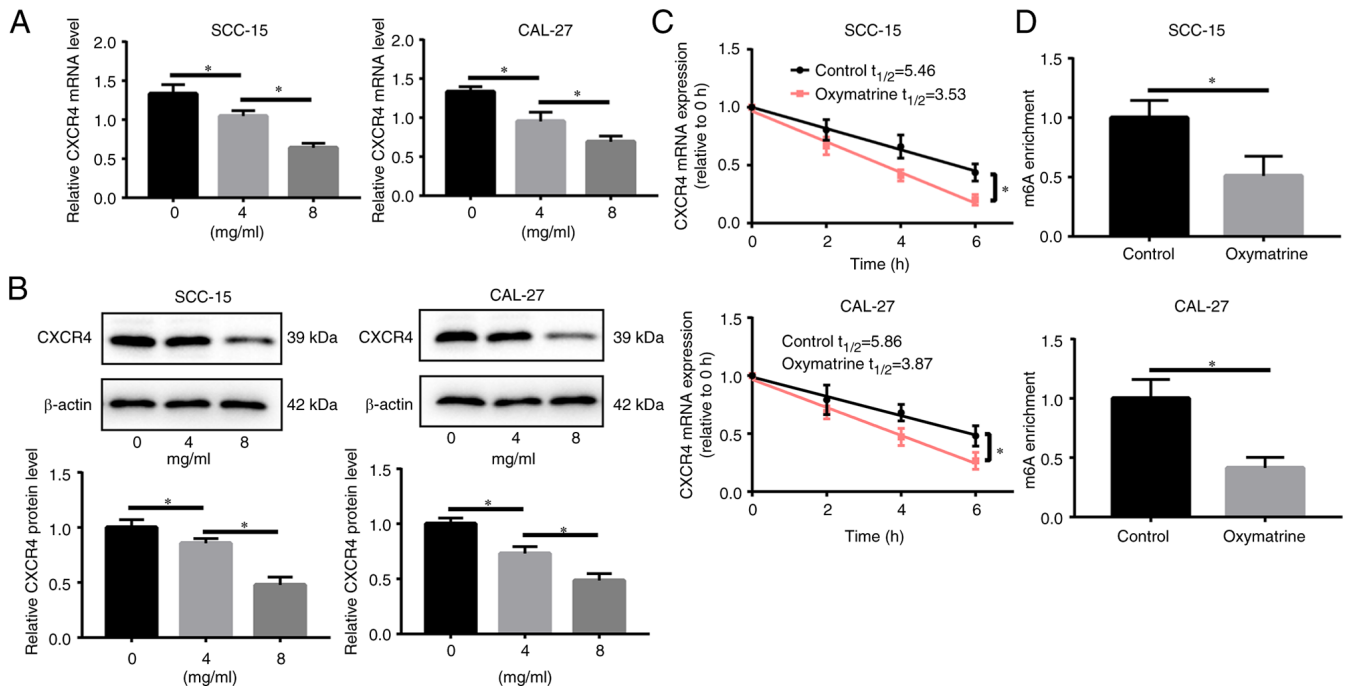 A
SCC-15
Relative CXCR4 mRNA level
2.0
1.5
1.0
0.5
0.0
*
*
0
4
8
(mg/ml)
CAL-27
Relative CXCR4 mRNA level
2.0
1.5
1.0
0.5
0.0
*
*
0
4
8
(mg/ml)
B
SCC-15
CXCR4
39 kDa
β-actin
42 kDa
0
4
8
mg/ml
CAL-27
CXCR4
39 kDa
β-actin
42 kDa
0
4
8
mg/ml
Relative CXCR4 protein level
1.5
1.0
0.5
0.0
*
*
0
4
8
(mg/ml)
Relative CXCR4 protein level
1.5
1.0
0.5
0.0
*
*
0
4
8
(mg/ml)
C
SCC-15
CXCR4 mRNA expression
(relative to 0 h)
1.5
1.0
0.5
0.0
Control t1/2=5.46
Oxymatrine t1/2=3.53
*
0
2
4
6
Time (h)
CAL-27
CXCR4 mRNA expression
(relative to 0 h)
1.5
1.0
0.5
0.0
Control t1/2=5.86
Oxymatrine t1/2=3.87
*
0
2
4
6
Time (h)
D
SCC-15
m6A enrichment
1.5
1.0
0.5
0.0
*
Control
Oxymatrine
CAL-27
m6A enrichment
1.5
1.0
0.5
0.0
*
Control
Oxymatrine